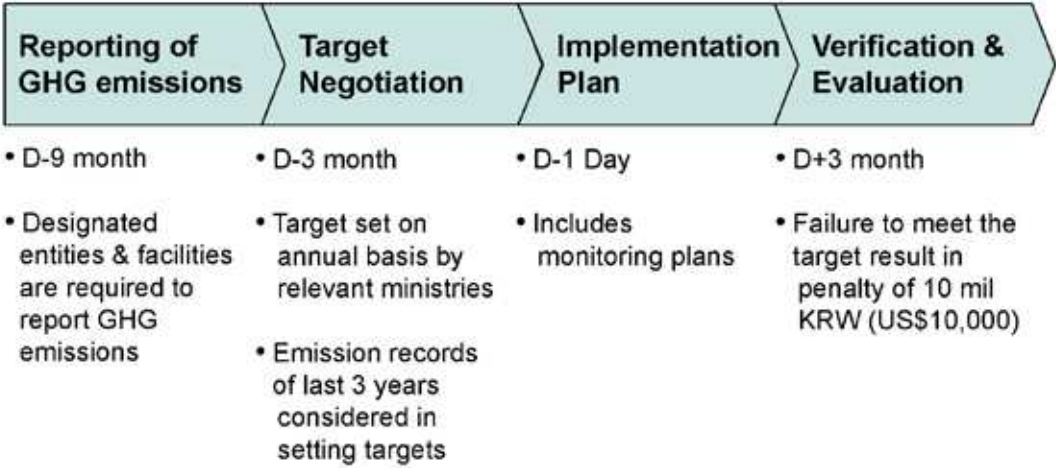 Reporting of
GHG emissions
Target
Negotiation
Implementation
Plan
Verification &
Evaluation
• D-9 month
• Designated
entities & facilities
are required to
report GHG
emissions
• D-3 month
• Target set on
annual basis by
relevant ministries
• Emission records
of last 3 years
considered in
setting targets
• D-1 Day
• Includes
monitoring plans
• D+3 month
• Failure to meet the
target result in
penalty of 10 mil
KRW (US$10,000)